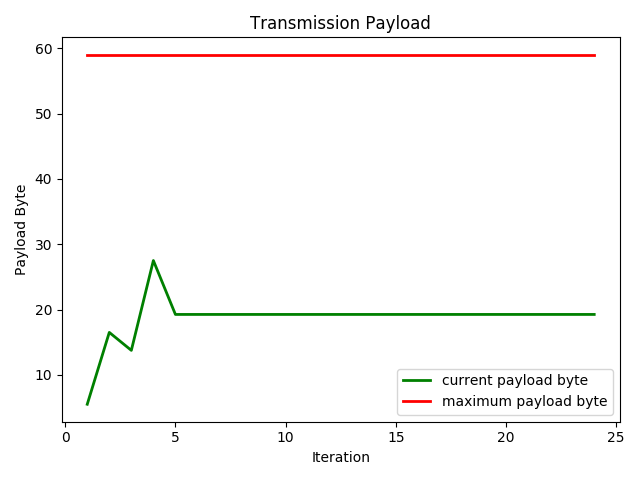 Transmission Payload
60
50
40
30
20
10
Payload Byte
0
5
10
15
20
25
Iteration
current payload byte
maximum payload byte